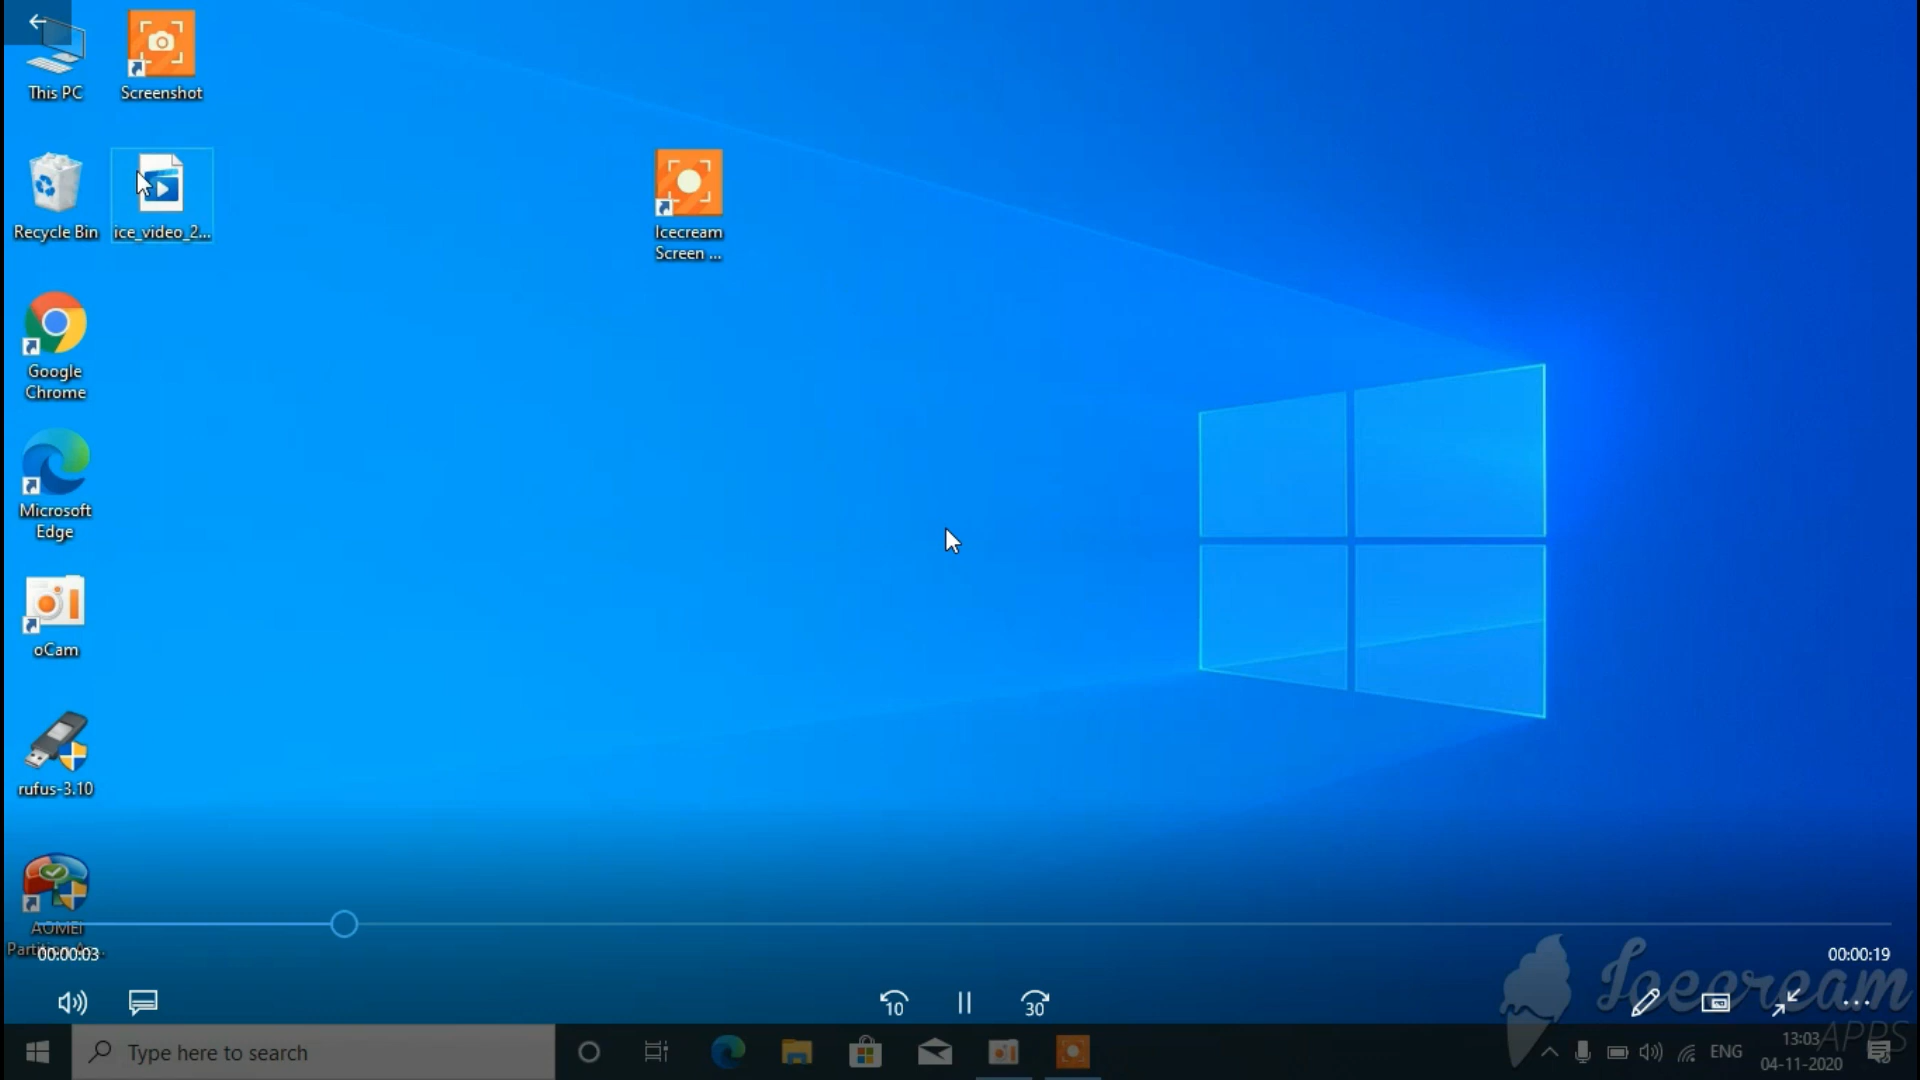 This PC
Screenshot
Recycle Bin
ice_video_2...
Icecream
Screen ...
Google
Chrome
Microsoft
Edge
oCam
rufus-3.10
AOMEI
00:00:03
00:00:19
10
30
Icecream
APPS
Type here to search
ENG
13:03
04-11-2020